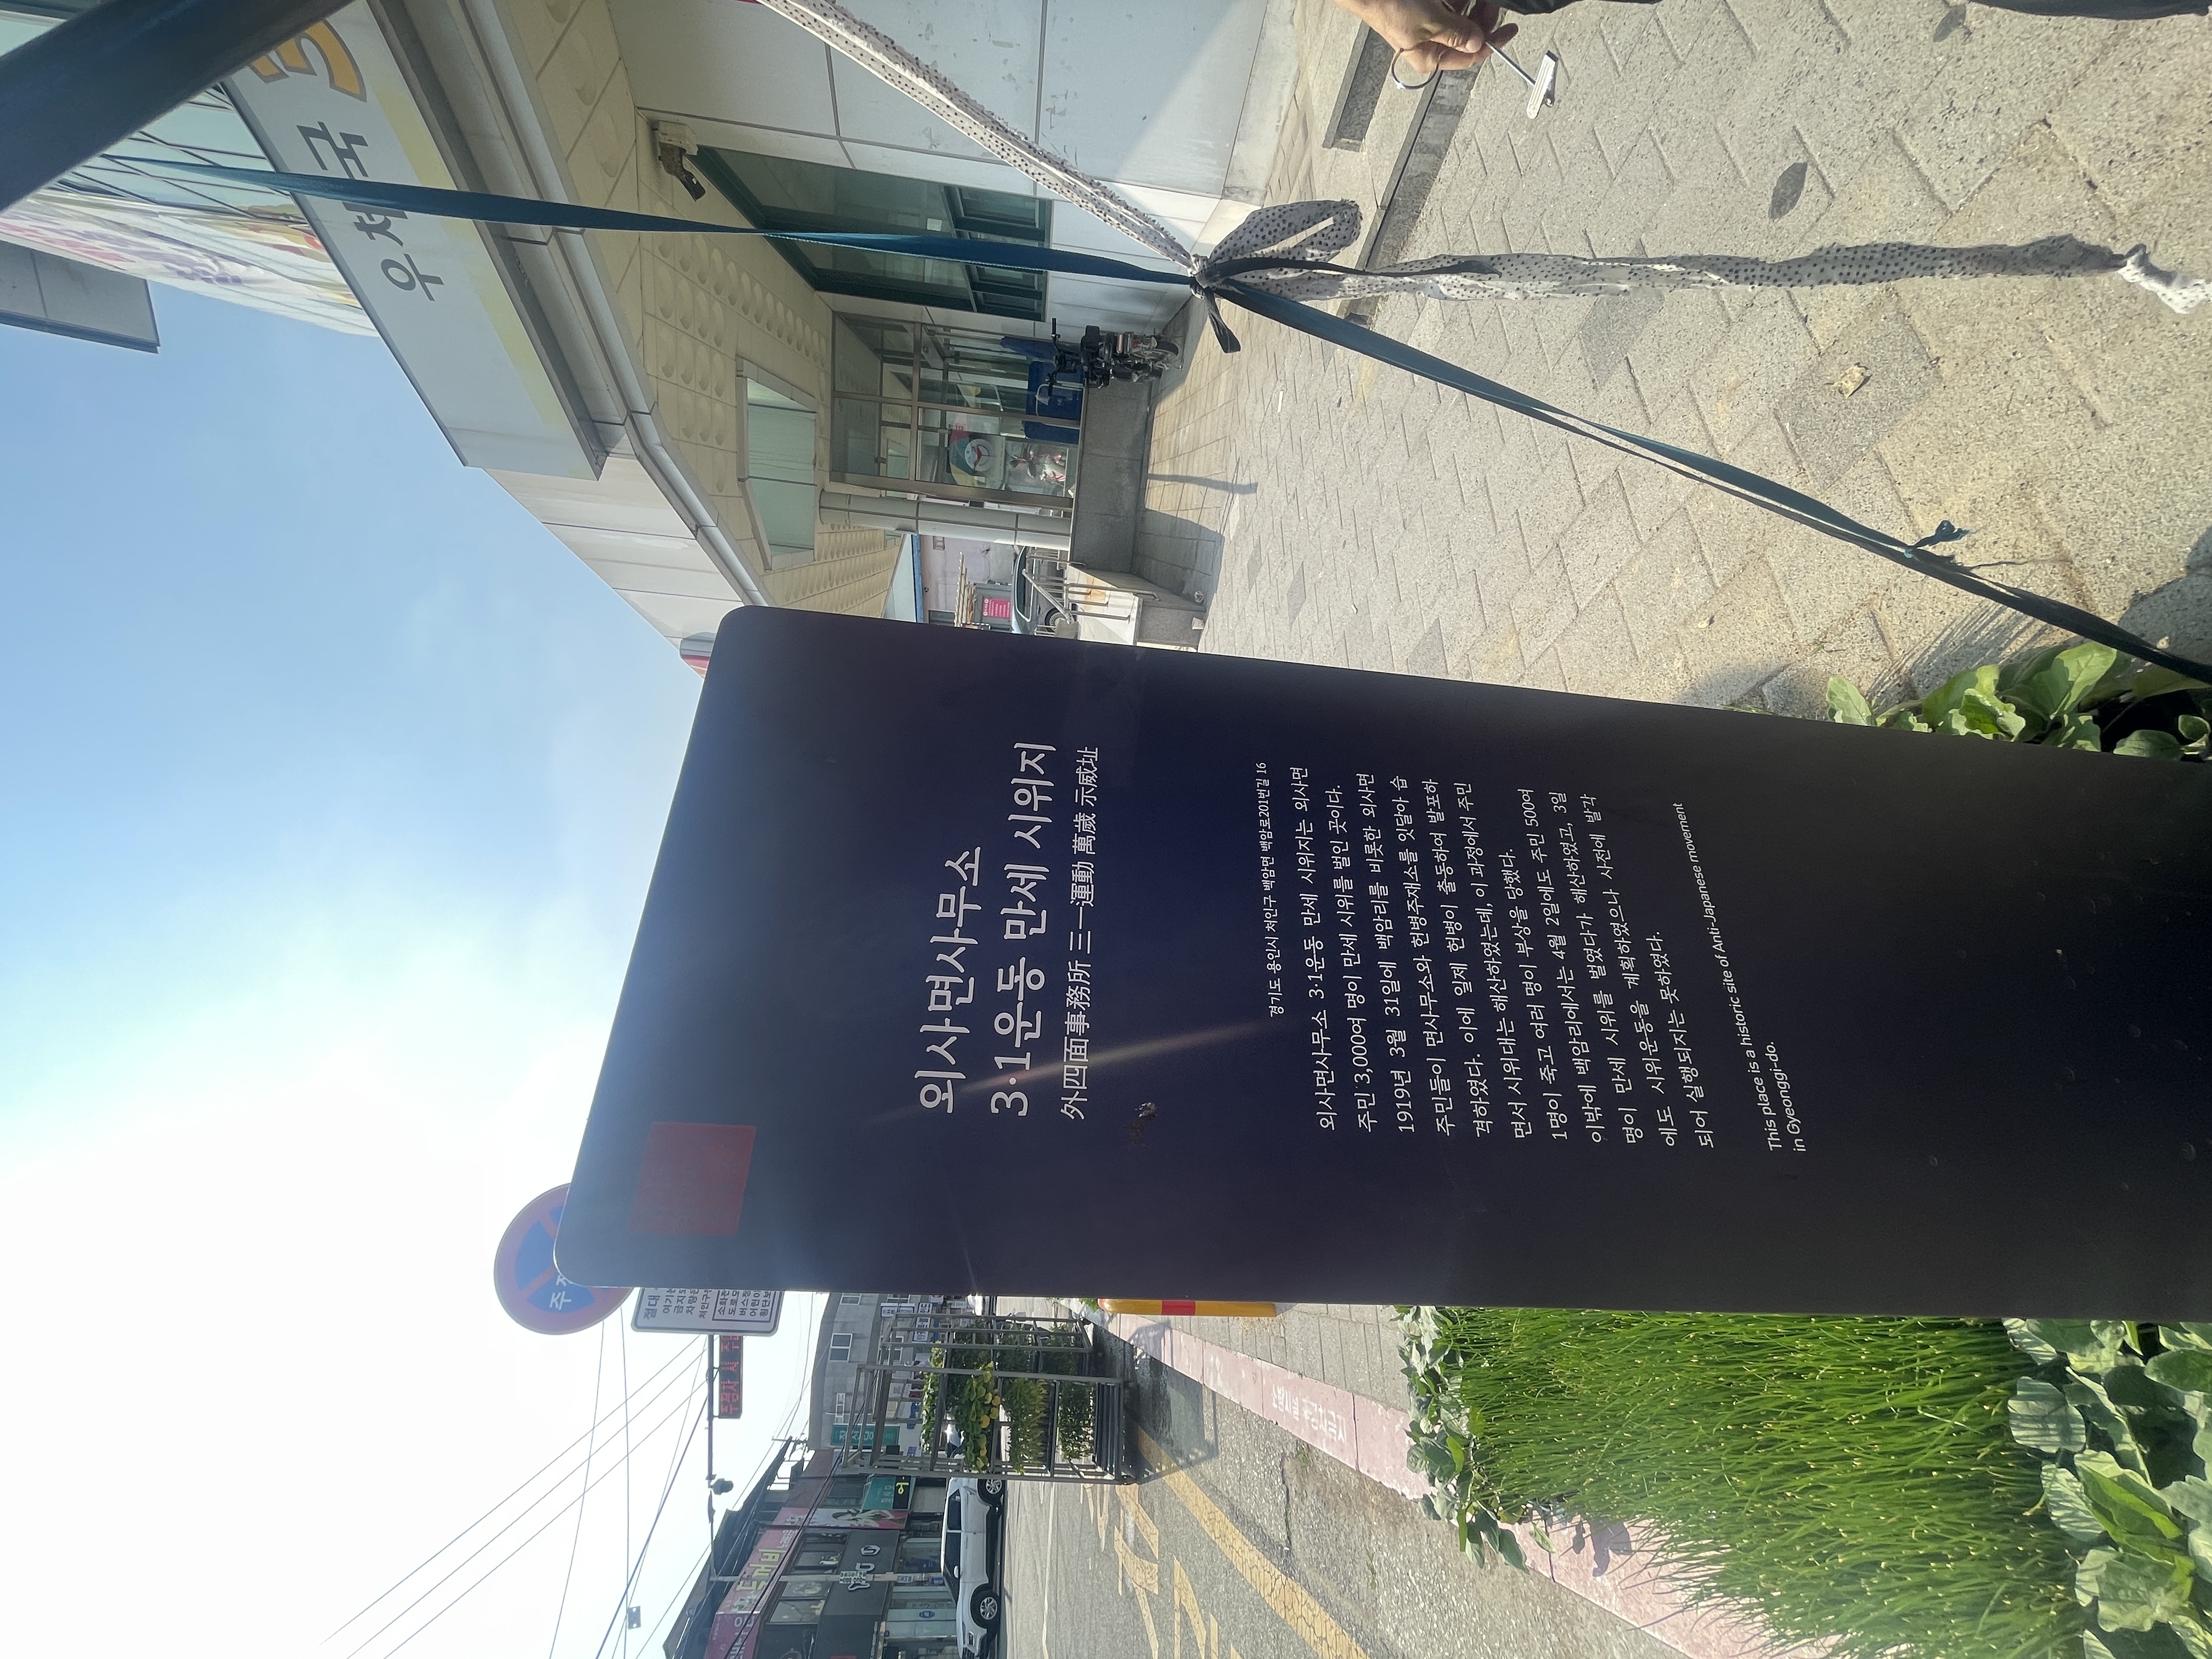 우체국
외사면사무소
3·1운동 만세 시위지
外四面事務所 三一運動 萬歲 示威址
경기도 용인시 처인구 백암면 백암로201번길 16
외사면사무소 3·1운동 만세 시위지는 외사면
주민 3,000여 명이 만세 시위를 벌인 곳이다.
1919년 3월 31일에 백암리를 비롯한 외사면
주민들이 면사무소와 헌병주재소를 잇달아 습
격하였다. 이에 일제 헌병이 출동하여 발포하
면서 시위대는 해산하였는데, 이 과정에서 주민
1명이 죽고 여러 명이 부상을 당했다.
이밖에 백암리에서는 4월 2일에도 주민 500여
명이 만세 시위를 벌였다가 해산하였고, 3일
에도 시위운동을 계획하였으나 사전에 발각
되어 실행되지는 못하였다.
This place is a historic site of Anti-Japanese movement
in Gyeonggi-do.
절대